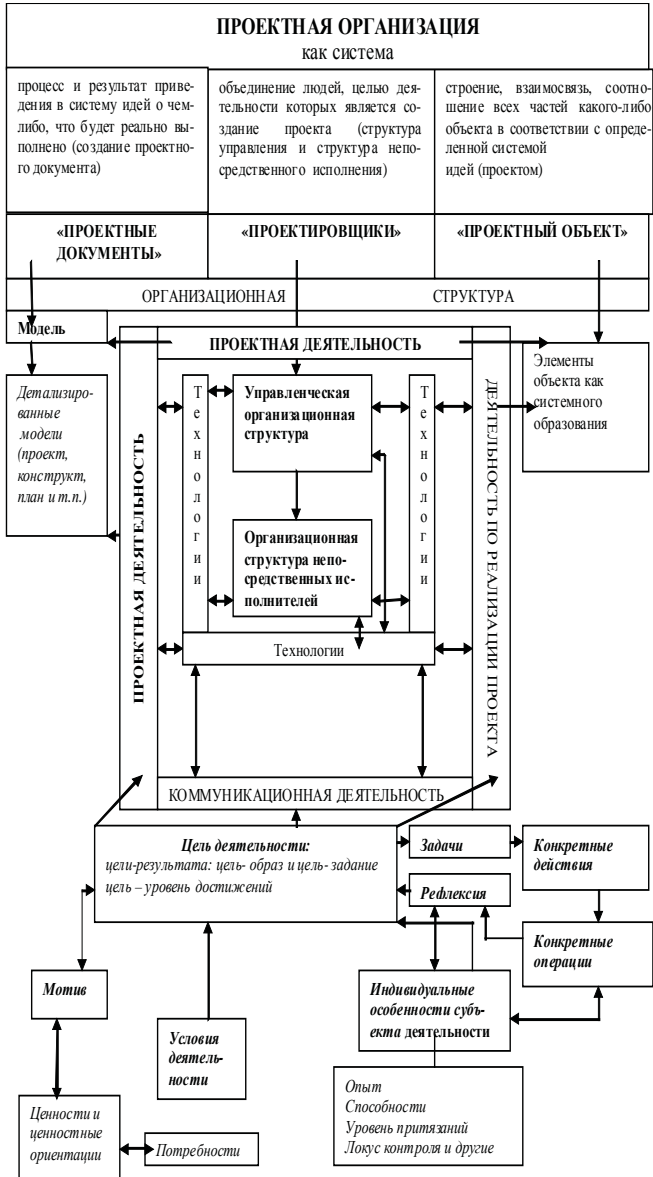 ПРОЕКТНАЯ ОРГАНИЗАЦИЯ
как система
процесс и результат приве-
дения в систему идей о чем-
либо, что будет реально вы-
полнено (создание проектно-
го документа)
объединение людей, целью дея-
тельности которых является со-
здание проекта (структура
управления и структура непо-
средственного исполнения)
строение, взаимосвязь, соотно-
шение всех частей какого-либо
объекта в соответствии с опреде-
ленной системой
идей (проектом)
«ПРОЕКТНЫЕ
ДОКУМЕНТЫ»
«ПРОЕКТИРОВЩИКИ»
«ПРОЕКТНЫЙ ОБЪЕКТ»
ОРГАНИЗАЦИОННАЯ СТРУКТУРА
Модель
ПРОЕКТНАЯ ДЕЯТЕЛЬНОСТЬ
Детализиро-
ванные
модели
(проект,
конструкт,
план и т.п.)
ПРОЕКТНАЯ ДЕЯТЕЛЬНОСТЬ
Технологии
Управленческая
организационная
структура
Организационная
структура непо-
средственных ис-
полнителей
Технологии
ДЕЯТЕЛЬНОСТЬ ПО РЕАЛИЗАЦИИ ПРОЕКТА
Элементы
объекта как
системного
образования
Технологии
КОММУНИКАЦИОННАЯ ДЕЯТЕЛЬНОСТЬ
Цель деятельности:
цели-результата: цель- образ и цель- задание
цель – уровень достижений
Задачи
Конкретные
действия
Рефлексия
Конкретные
операции
Мотив
Условия
деятель-
ности
Индивидуальные
особенности субъ-
екта деятельности
Опыт
Способности
Уровень притязаний
Локус контроля и другие
Ценности и
ценностные
ориентации
Потребности